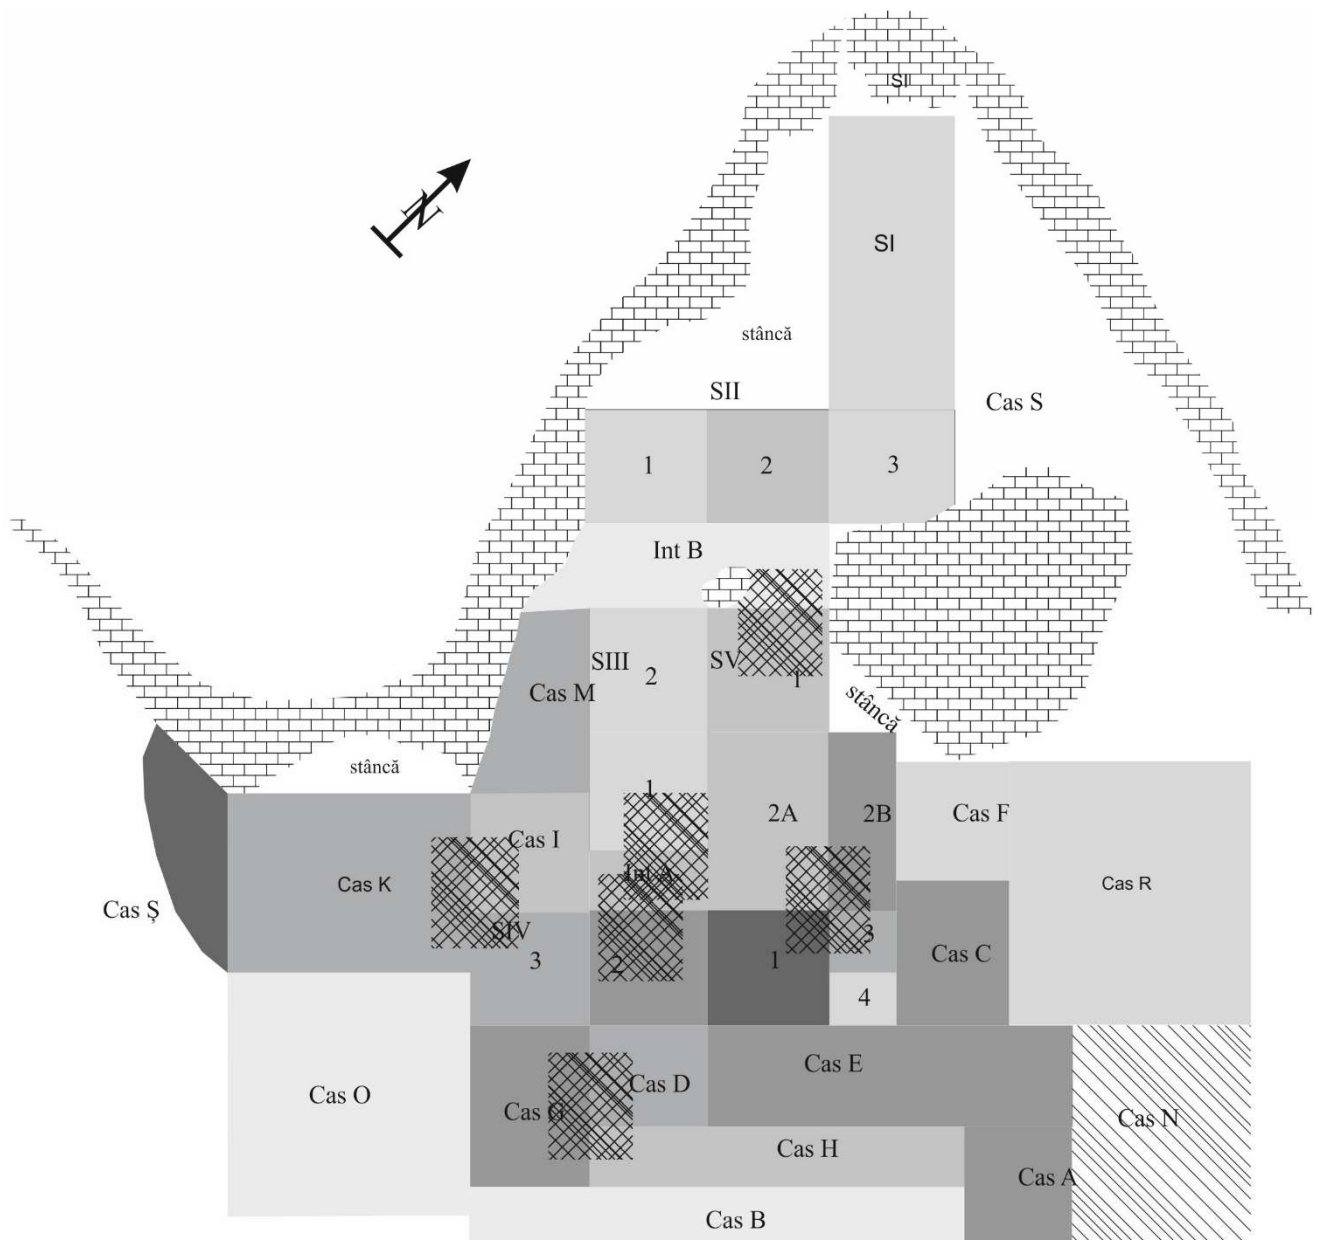 SI
N
SI
stâncă
SII
Cas S
1
2
3
Int B
SIII
2
SV
1
Cas M
stâncă
stâncă
1
2A
2B
Cas F
Cas I
Int A
Cas K
Cas R
Cas Ș
SIV
3
2
1
3
Cas C
4
Cas E
Cas D
Cas O
Cas G
Cas N
Cas H
Cas A
Cas B